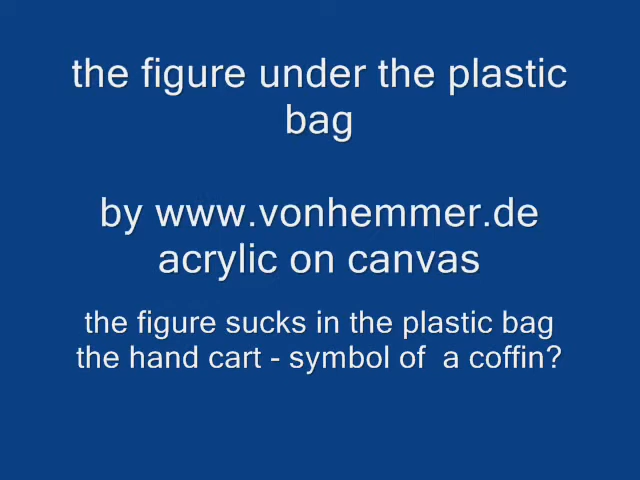 the figure under the plastic
bag
by www.vonhemmer.de
acrylic on canvas
the figure sucks in the plastic bag
the hand cart - symbol of  a coffin?